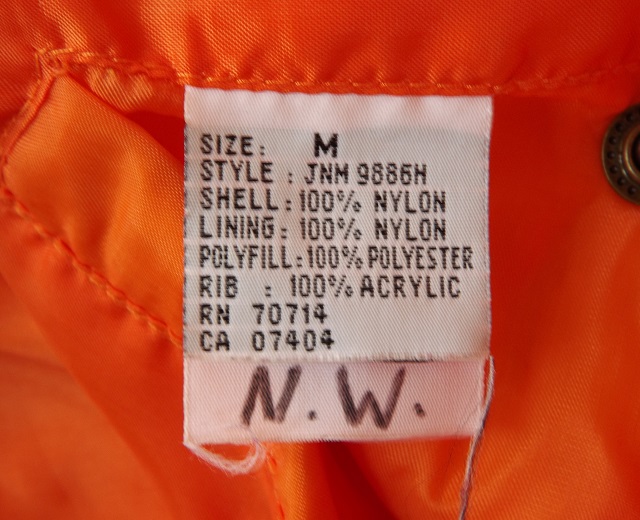 SIZE: M
STYLE : JNM 9886H
SHELL: 100% NYLON
LINING: 100% NYLON
POLYFILL: 100% POLYESTER
RIB : 100% ACRYLIC
RN 70714
CA 07404
N.W.